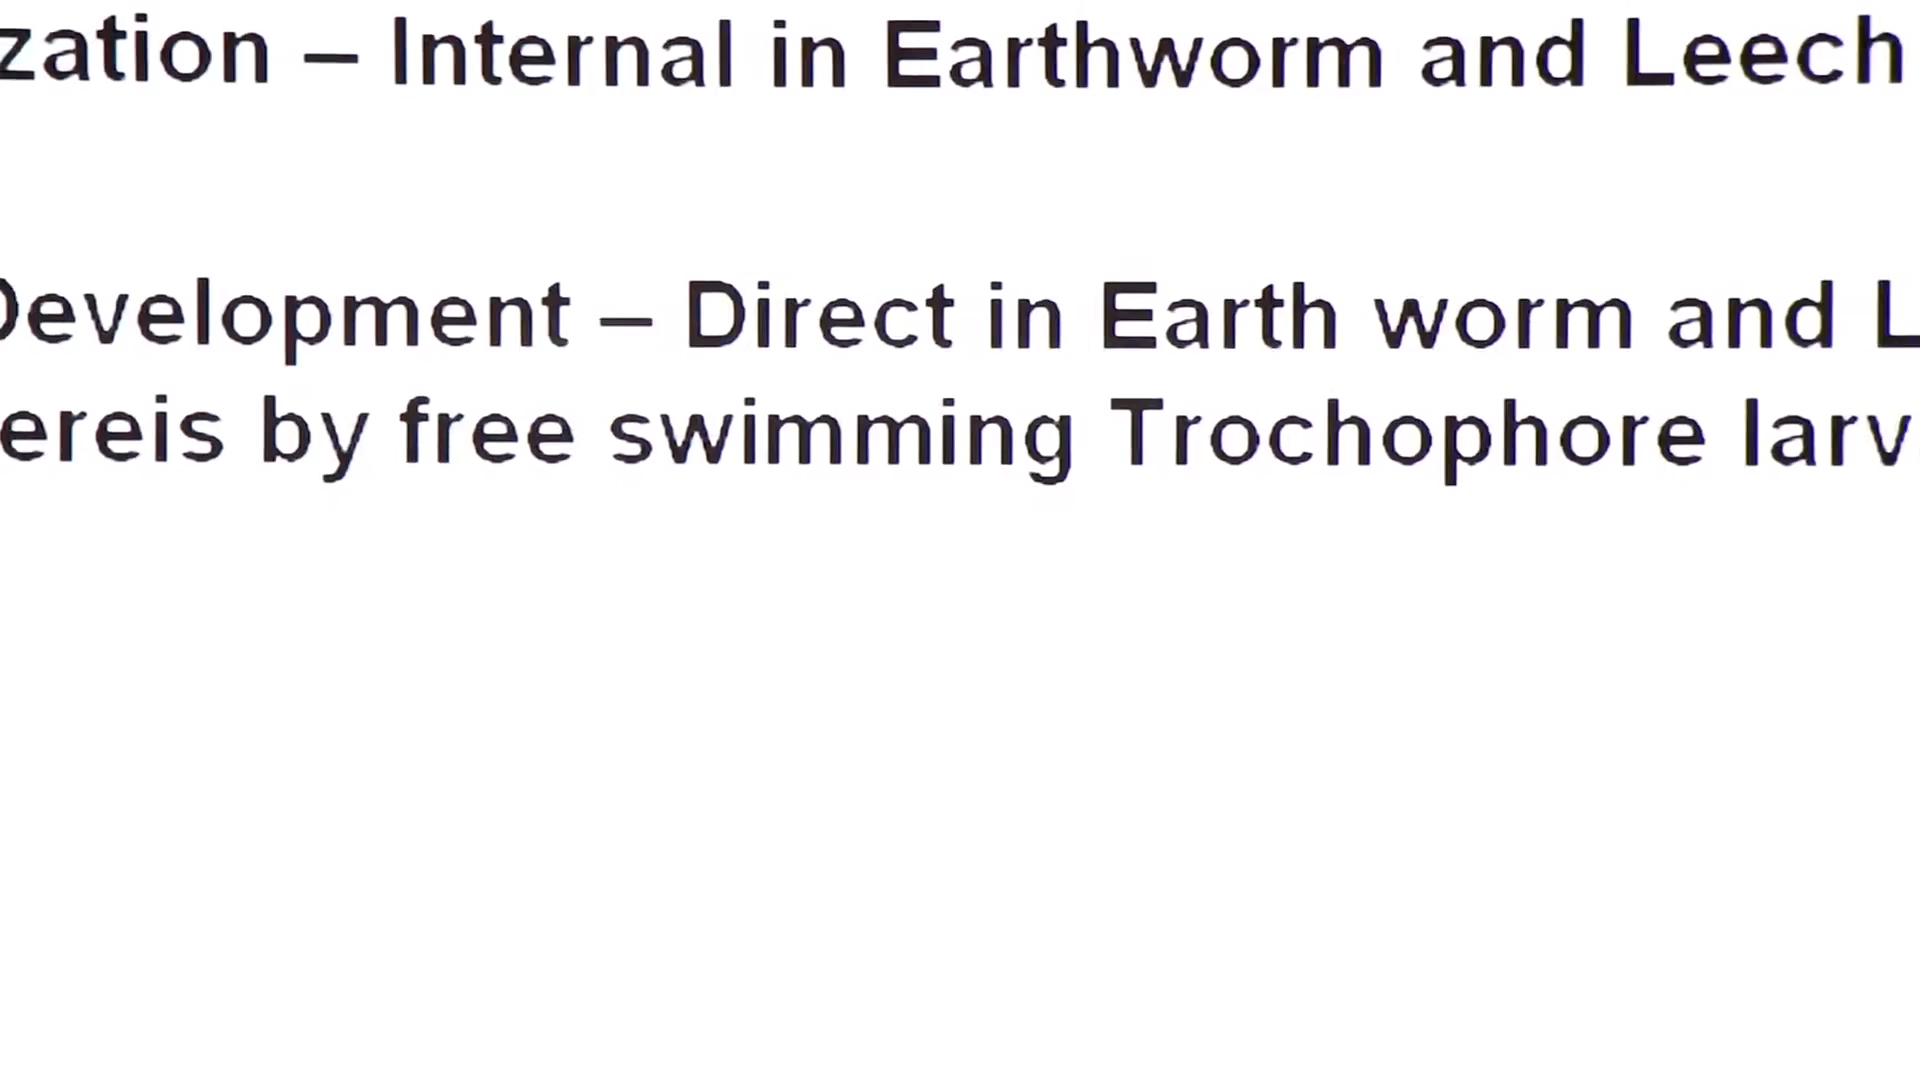 zation – Internal in Earthworm and Leech
Development – Direct in Earth worm and L
ereis by free swimming Trochophore larv